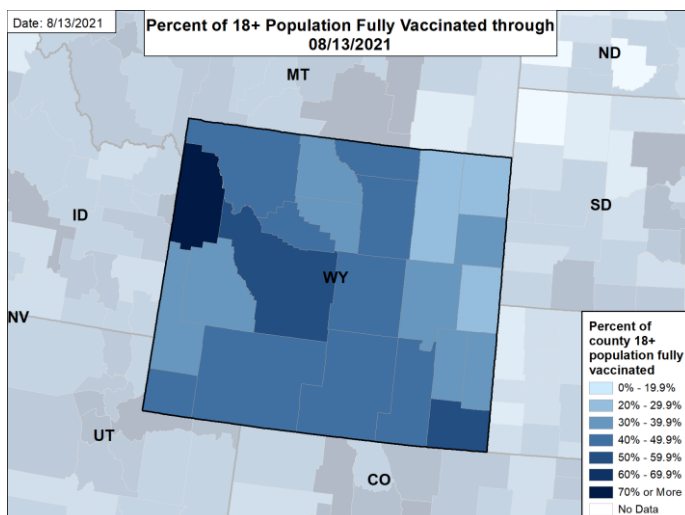 Date: 8/13/2021
Percent of 18+ Population Fully Vaccinated through
08/13/2021
ND
MT
ID
SD
WY
NV
UT
CO
Percent of
county 18+
population fully
vaccinated
0% - 19.9%
20% - 29.9%
30% - 39.9%
40% - 49.9%
50% - 59.9%
60% - 69.9%
70% or More
No Data